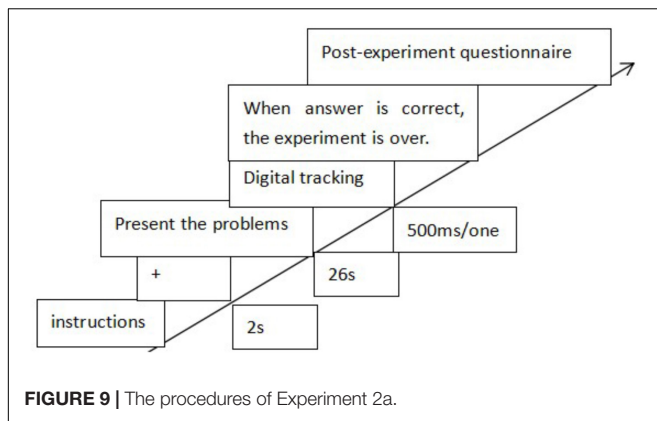 Post-experiment questionnaire
When answer is correct,
the experiment is over.
Digital tracking
Present the problems
500ms/one
+
26s
instructions
2s
FIGURE 9 | The procedures of Experiment 2a.